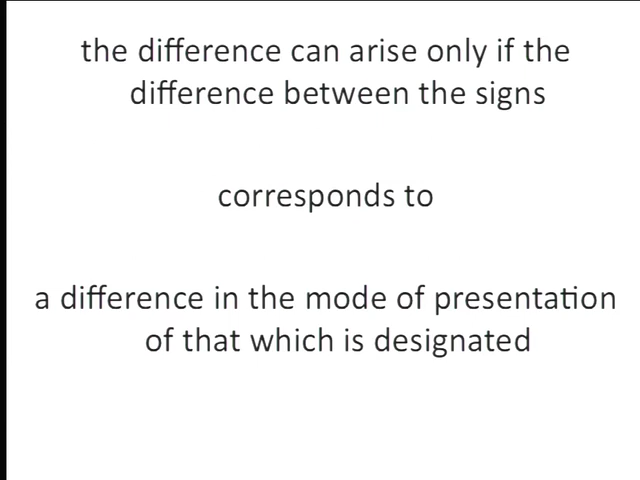 the difference can arise only if the
difference between the signs
corresponds to
a difference in the mode of presentation
of that which is designated